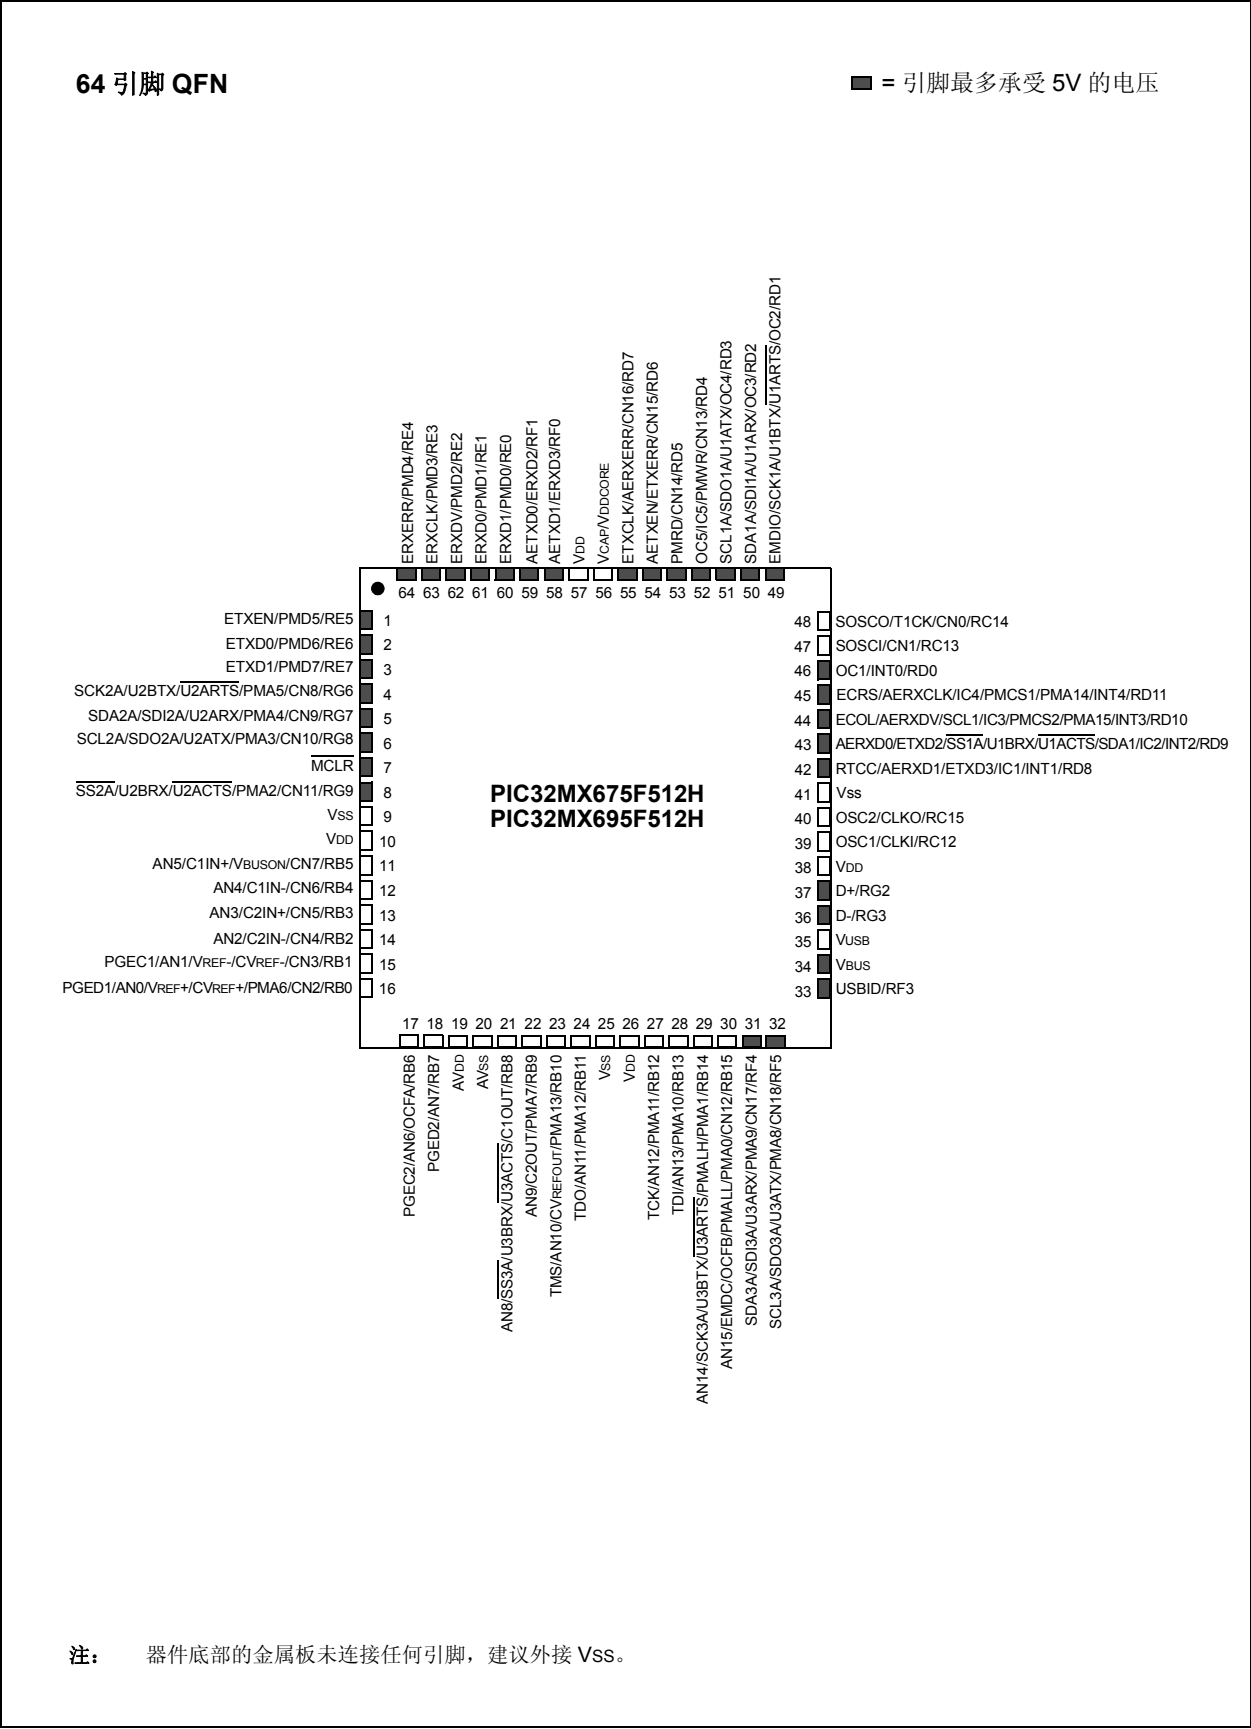 64 引脚 QFN
= 引脚最多承受 5V 的电压
ERXERR/PMD4/RE4
ERXCLK/PMD3/RE3
ERXDV/PMD2/RE2
ERXD0/PMD1/RE1
ERXD1/PMD0/RE0
AETXD0/ERXD2/RF1
AETXD1/ERXD3/RF0
VDD
VCAP/VDDCORE
ETXCLK/AERXERR/CN16/RD7
AETXEN/ETXERR/CN15/RD6
PMRD/CN14/RD5
OC5/IC5/PMWR/CN13/RD4
SCL1A/SDO1A/U1ATX/OC4/RD3
SDA1A/SDI1A/U1ARX/OC3/RD2
EMDIO/SCK1A/U1BTX/U1ARTS/OC2/RD1
64 63 62 61 60 59 58 57 56 55 54 53 52 51 50 49
ETXEN/PMD5/RE5 1
ETXD0/PMD6/RE6 2
ETXD1/PMD7/RE7 3
SCK2A/U2BTX/U2ARTS/PMA5/CN8/RG6 4
SDA2A/SDI2A/U2ARX/PMA4/CN9/RG7 5
SCL2A/SDO2A/U2ATX/PMA3/CN10/RG8 6
MCLR 7
SS2A/U2BRX/U2ACTS/PMA2/CN11/RG9 8
VSS 9
VDD 10
AN5/C1IN+/VBUSON/CN7/RB5 11
AN4/C1IN-/CN6/RB4 12
AN3/C2IN+/CN5/RB3 13
AN2/C2IN-/CN4/RB2 14
PGEC1/AN1/VREF-/CVREF-/CN3/RB1 15
PGED1/AN0/VREF+/CVREF+/PMA6/CN2/RB0 16
PIC32MX675F512H
PIC32MX695F512H
48 SOSCO/T1CK/CN0/RC14
47 SOSCI/CN1/RC13
46 OC1/INT0/RD0
45 ECRS/AERXCLK/IC4/PMCS1/PMA14/INT4/RD11
44 ECOL/AERXDV/SCL1/IC3/PMCS2/PMA15/INT3/RD10
43 AERXD0/ETXD2/SS1A/U1BRX/U1ACTS/SDA1/IC2/INT2/RD9
42 RTCC/AERXD1/ETXD3/IC1/INT1/RD8
41 Vss
40 OSC2/CLKO/RC15
39 OSC1/CLKI/RC12
38 VDD
37 D+/RG2
36 D-/RG3
35 VUSB
34 VBUS
33 USBID/RF3
17 18 19 20 21 22 23 24 25 26 27 28 29 30 31 32
PGEC2/AN6/OCFA/RB6
PGED2/AN7/RB7
AVDD
AVSS
AN8/SS3A/U3BRX/U3ACTS/C1OUT/RB8
AN9/C2OUT/PMA7/RB9
TMS/AN10/CVREFOUT/PMA13/RB10
TDO/AN11/PMA12/RB11
VSS
VDD
TCK/AN12/PMA11/RB12
TDI/AN13/PMA10/RB13
AN14/SCK3A/U3BTX/U3ARTS/PMALH/PMA1/RB14
AN15/EMDC/OCFB/PMALL/PMA0/CN12/RB15
SDA3A/SDI3A/U3ARX/PMA9/CN17/RF4
SCL3A/SDO3A/U3ATX/PMA8/CN18/RF5
注： 器件底部的金属板未连接任何引脚，建议外接 Vss。